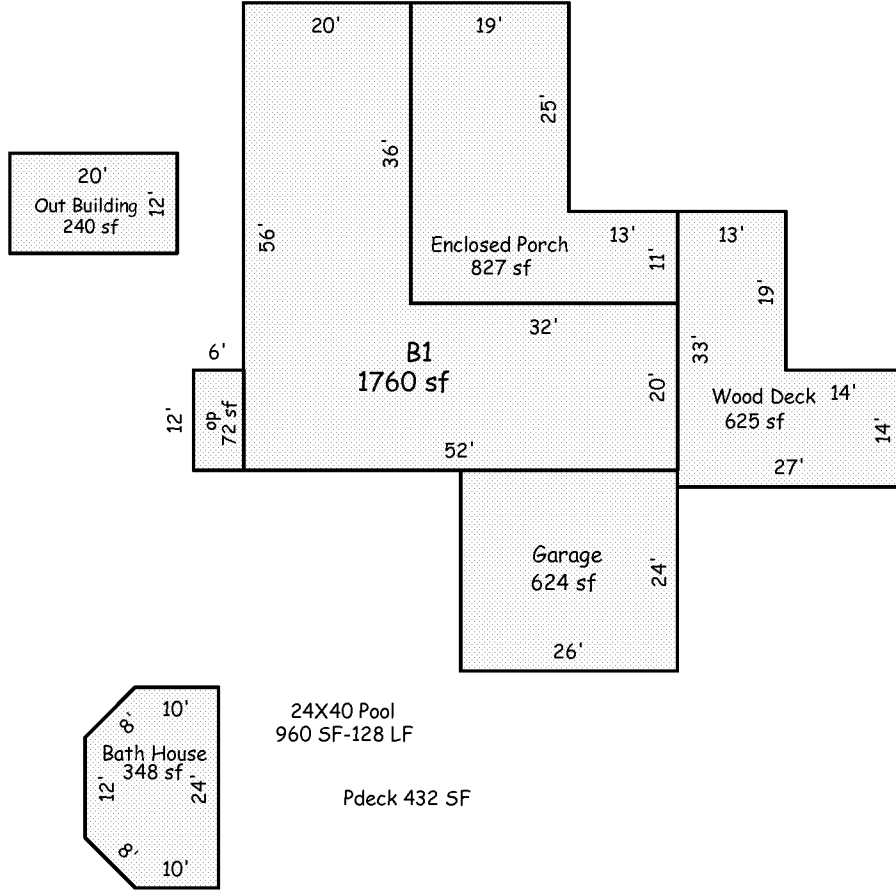 20'
19'
25'
36'
20'
Out Building
240 sf
12'
56'
Enclosed Porch
827 sf
13'
11'
13'
19'
32'
33'
6'
B1
1760 sf
20'
Wood Deck
625 sf
14'
14'
27'
12'
op
72 sf
52'
Garage
624 sf
24'
26'
10'
8'
Bath House
348 sf
12'
24'
8'
10'
24X40 Pool
960 SF-128 LF
Pdeck 432 SF